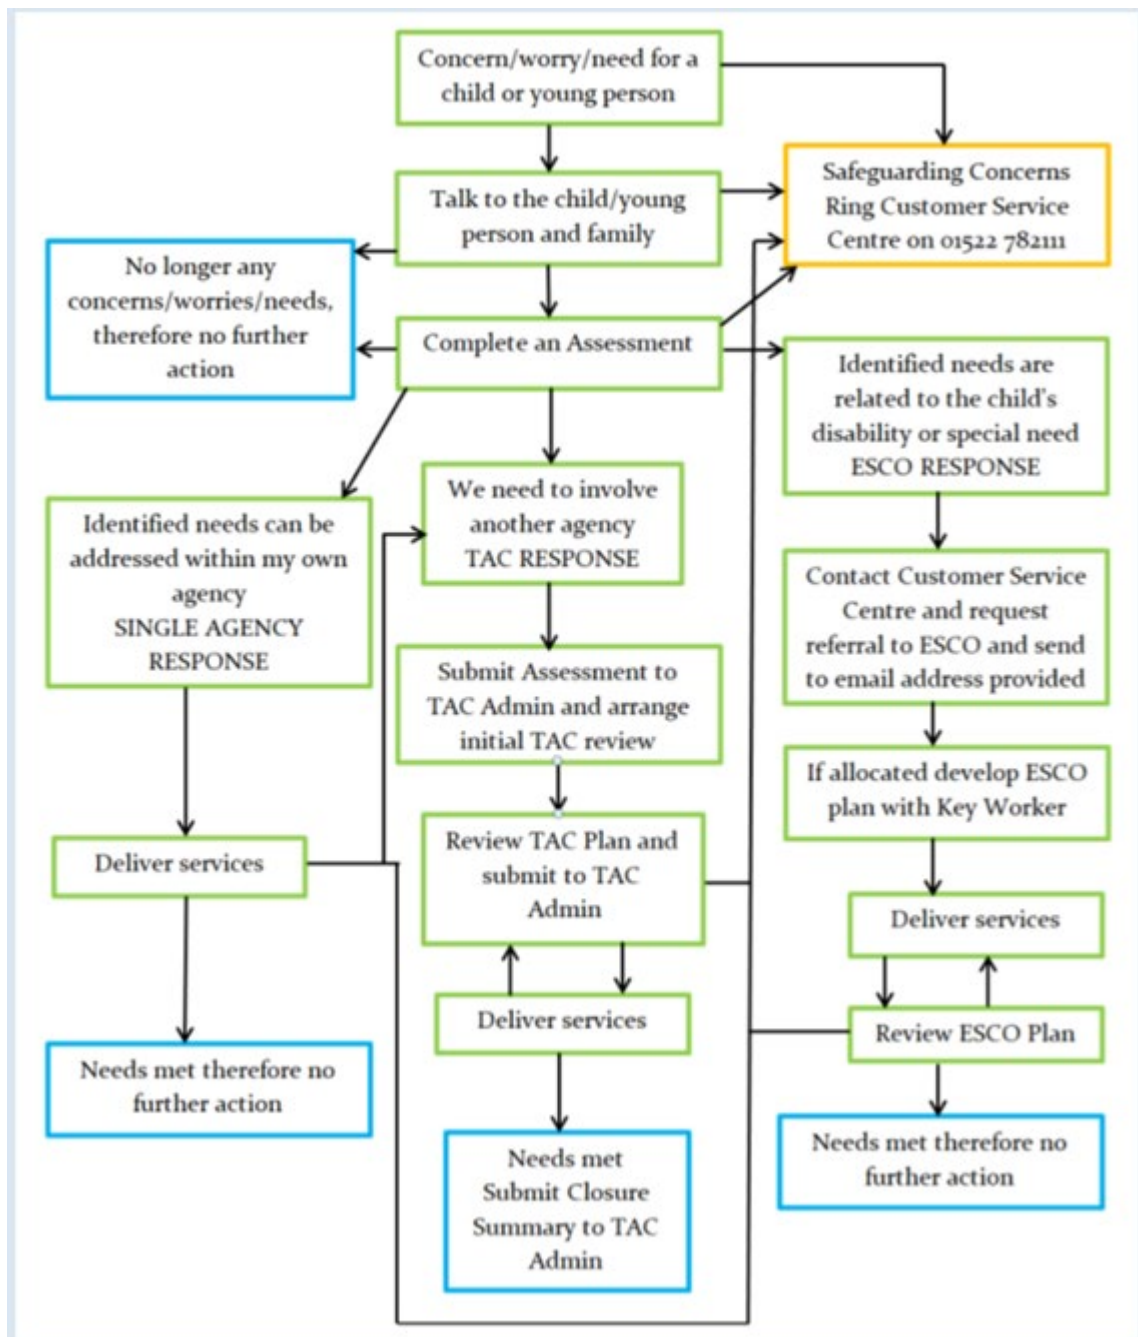 Concern/worry/need for a
child or young person
Safeguarding Concerns
Ring Customer Service
Centre on 01522 782111
Talk to the child/young
person and family
No longer any
concerns/worries/needs,
therefore no further
action
Complete an Assessment
Identified needs are
related to the child's
disability or special need
ESCO RESPONSE
Identified needs can be
addressed within my own
agency
SINGLE AGENCY
RESPONSE
We need to involve
another agency
TAC RESPONSE
Contact Customer Service
Centre and request
referral to ESCO and send
to email address provided
Submit Assessment to
TAC Admin and arrange
initial TAC review
If allocated develop ESCO
plan with Key Worker
Deliver services
Review TAC Plan and
submit to TAC
Admin
Deliver services
Deliver services
Review ESCO Plan
Needs met therefore no
further action
Needs met
Submit Closure
Summary to TAC
Admin
Needs met therefore no
further action